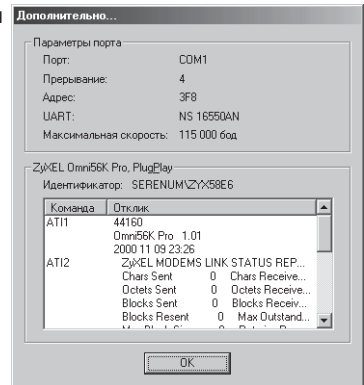 Дополнительно...
Параметры порта
Порт: COM1
Прерывание: 4
Адрес: 3F8
UART: NS 16550AN
Максимальная скорость: 115 000 бод
ZyXEL Omni56K Pro, PlugPlay
Идентификатор: SERENUM\ZYX58E6
Команда Отклик
ATI1 44160
Omni56K Pro 1.01
2000 11 09 23:26
ATI2 ZyXEL MODEMS LINK STATUS REP...
Chars Sent 0 Chars Receive...
Octets Sent 0 Octets Receive...
Blocks Sent 0 Blocks Receiv...
Blocks Resent 0 Max Outstand...
OK